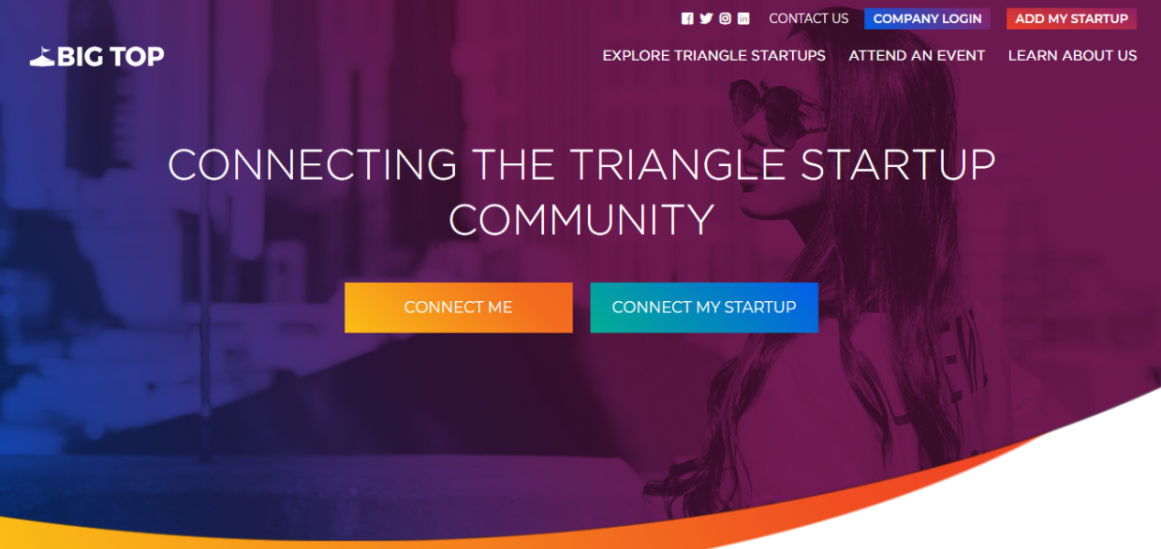 CONTACT US
COMPANY LOGIN
ADD MY STARTUP
BIG TOP
EXPLORE TRIANGLE STARTUPS
ATTEND AN EVENT
LEARN ABOUT US
CONNECTING THE TRIANGLE STARTUP
COMMUNITY
CONNECT ME
CONNECT MY STARTUP